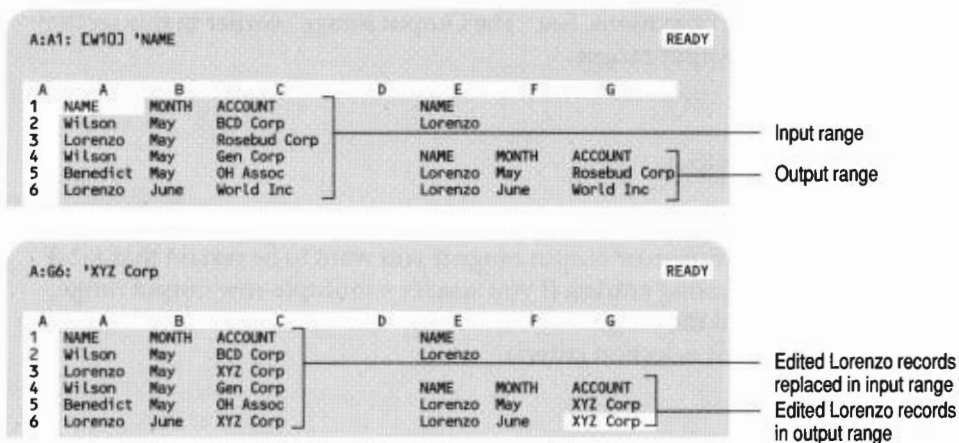 A:A1: [W10] 'NAME READY
A A B C D E F G
1 NAME MONTH ACCOUNT NAME
2 Wilson May BCD Corp Lorenzo
3 Lorenzo May Rosebud Corp
4 Wilson May Gen Corp NAME MONTH ACCOUNT
5 Benedict May OH Assoc Lorenzo May Rosebud Corp
6 Lorenzo June World Inc Lorenzo June World Inc
Input range
Output range
A:G6: 'XYZ Corp READY
A A B C D E F G
1 NAME MONTH ACCOUNT NAME
2 Wilson May BCD Corp Lorenzo
3 Lorenzo May XYZ Corp
4 Wilson May Gen Corp NAME MONTH ACCOUNT
5 Benedict May OH Assoc Lorenzo May XYZ Corp
6 Lorenzo June XYZ Corp Lorenzo June XYZ Corp
Edited Lorenzo records
replaced in input range
Edited Lorenzo records
in output range